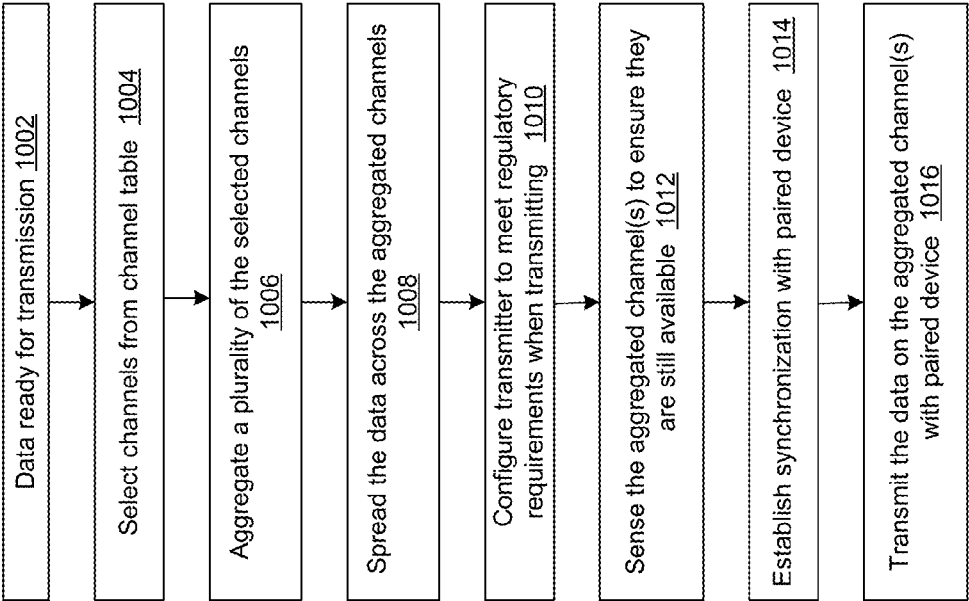 Data ready for transmission 1002
Select channels from channel table 1004
Aggregate a plurality of the selected channels
1006
Spread the data across the aggregated channels
1008
Configure transmitter to meet regulatory
requirements when transmitting 1010
Sense the aggregated channel(s) to ensure they
are still available 1012
Establish synchronization with paired device 1014
Transmit the data on the aggregated channel(s)
with paired device 1016